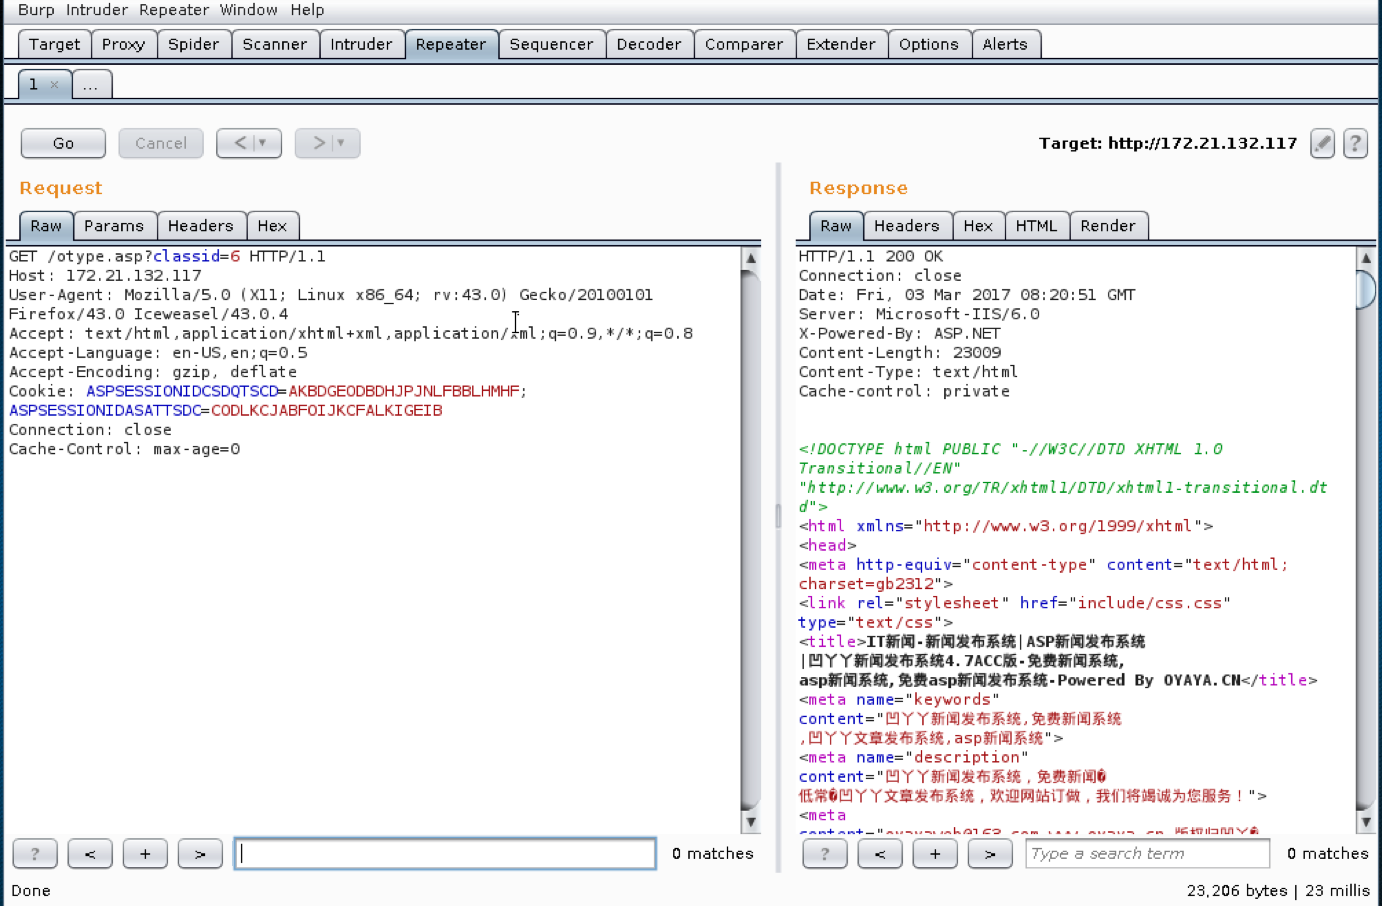 Burp Intruder Repeater Window Help
Target Proxy Spider Scanner Intruder Repeater Sequencer Decoder Comparer Extender Options Alerts
1 × ...
Go Cancel < > Target: http://172.21.132.117 ?
Request
Raw Params Headers Hex
GET /otype.asp?classid=6 HTTP/1.1
Host: 172.21.132.117
User-Agent: Mozilla/5.0 (X11; Linux x86_64; rv:43.0) Gecko/20100101
Firefox/43.0 Iceweasel/43.0.4
Accept: text/html,application/xhtml+xml,application/xml;q=0.9,*/*;q=0.8
Accept-Language: en-US,en;q=0.5
Accept-Encoding: gzip, deflate
Cookie: ASPSESSIONIDCSDQTSCD=AKBDGEODBDHJPJNLFBBLHMHF;
ASPSESSIONIDASATTSDC=CODLKCJABFOIJKCFALKIGEIB
Connection: close
Cache-Control: max-age=0
? < + > 0 matches
Response
Raw Headers Hex HTML Render
HTTP/1.1 200 OK
Connection: close
Date: Fri, 03 Mar 2017 08:20:51 GMT
Server: Microsoft-IIS/6.0
X-Powered-By: ASP.NET
Content-Length: 23009
Content-Type: text/html
Cache-control: private
<!DOCTYPE html PUBLIC "-//W3C//DTD XHTML 1.0
Transitional//EN"
"http://www.w3.org/TR/xhtml1/DTD/xhtml1-transitional.dt
d">
<html xmlns="http://www.w3.org/1999/xhtml">
<head>
<meta http-equiv="content-type" content="text/html;
charset=gb2312">
<link rel="stylesheet" href="include/css.css"
type="text/css">
<title>IT新闻-新闻发布系统|ASP新闻发布系统
|凹丫丫新闻发布系统4.7ACC版-免费新闻系统,
asp新闻系统,免费asp新闻发布系统-Powered By OYAYA.CN</title>
<meta name="keywords"
content="凹丫丫新闻发布系统,免费新闻系统
,凹丫丫文章发布系统,asp新闻系统">
<meta name="description"
content="凹丫丫新闻发布系统，免费新闻�
低常�凹丫丫文章发布系统，欢迎网站订做，我们将竭诚为您服务！">
<meta
? < + > Type a search term 0 matches
Done 23,206 bytes | 23 millis